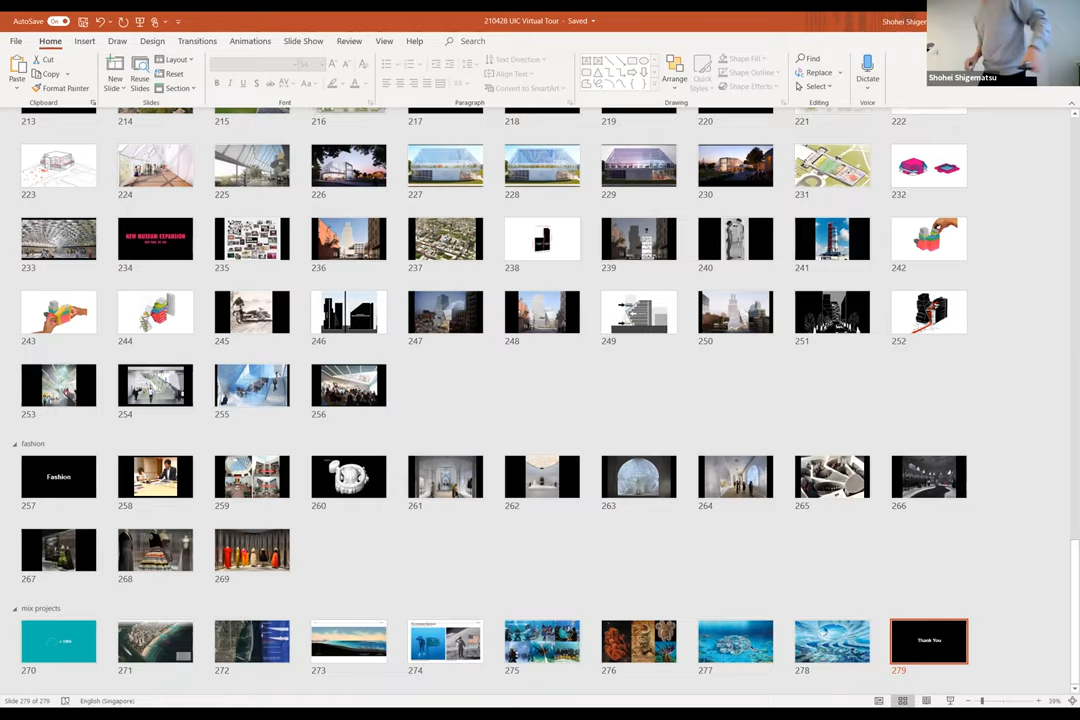 AutoSave On 210428 UIC Virtual Tour - Saved Shohei Shigem
File Home Insert Draw Design Transitions Animations Slide Show Review View Help Search
Paste Cut Copy Format Painter
Clipboard
New Slide Reuse Slides Layout Reset Section
Slides
54
B I U S
Font
Text Direction Align Text Convert to SmartArt
Paragraph
Arrange Quick Styles Shape Fill Shape Outline Shape Effects
Drawing
Find Replace Select
Editing
Dictate
Voice
Shohei Shigematsu
213 214 215 216 217 218 219 220 221 222
223 224 225 226 227 228 229 230 231 232
NEW MUSEUM EXPANSION
233 234 235 236 237 238 239 240 241 242
243 244 245 246 247 248 249 250 251 252
253 254 255 256
fashion
Fashion
257 258 259 260 261 262 263 264 265 266
267 268 269
mix projects
OMA
Thank You
270 271 272 273 274 275 276 277 278 279
Slide 279 of 279 English (Singapore) 39%